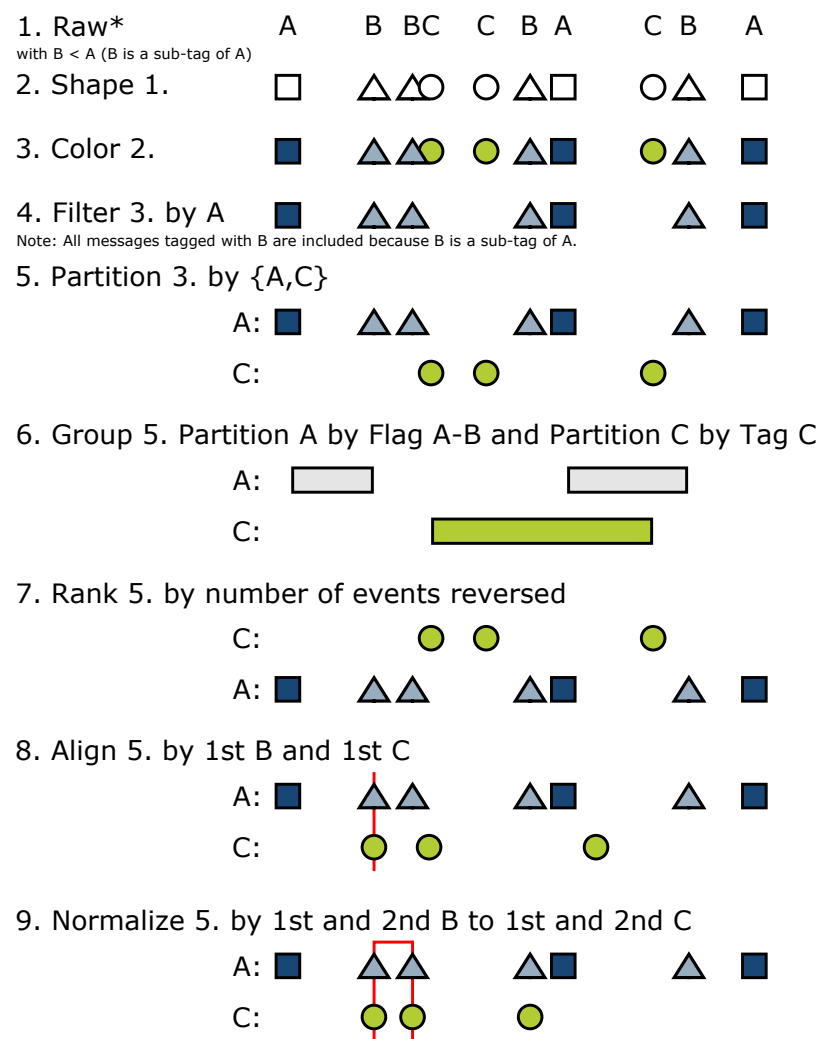 1. Raw* A B BC C B A C B A
with B < A (B is a sub-tag of A)
2. Shape 1.
3. Color 2.
4. Filter 3. by A
Note: All messages tagged with B are included because B is a sub-tag of A.
5. Partition 3. by {A,C}
A:
C:
6. Group 5. Partition A by Flag A-B and Partition C by Tag C
A:
C:
7. Rank 5. by number of events reversed
C:
A:
8. Align 5. by 1st B and 1st C
A:
C:
9. Normalize 5. by 1st and 2nd B to 1st and 2nd C
A:
C: